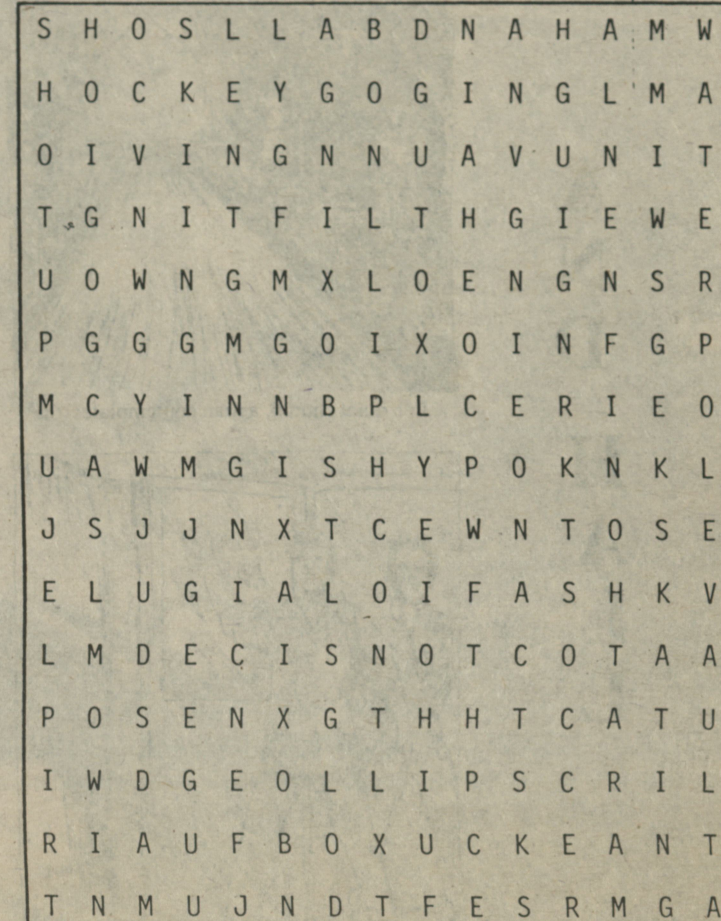 S H O S L L A B D N A H A M W
H O C K E Y G O G I N G L M A
O I V I N G N N U A V U N I T
T G N I T F I L T H G I E W E
U O W N G M X L O E N G N S R
P G G G M G O I X O I N F G P
M C Y I N N B P L C E R I E O
U A W M G I S H Y P O K N K L
J S J J N X T C E W N T O S E
E L U G I A L O I F A S H K V
L M D E C I S N O T C O T A A
P O S E N X G T H H T C A T U
I W D G E O L L I P S C R I L
R I A U F B O X U C K E A N T
T N M U J N D T F E S R M G A